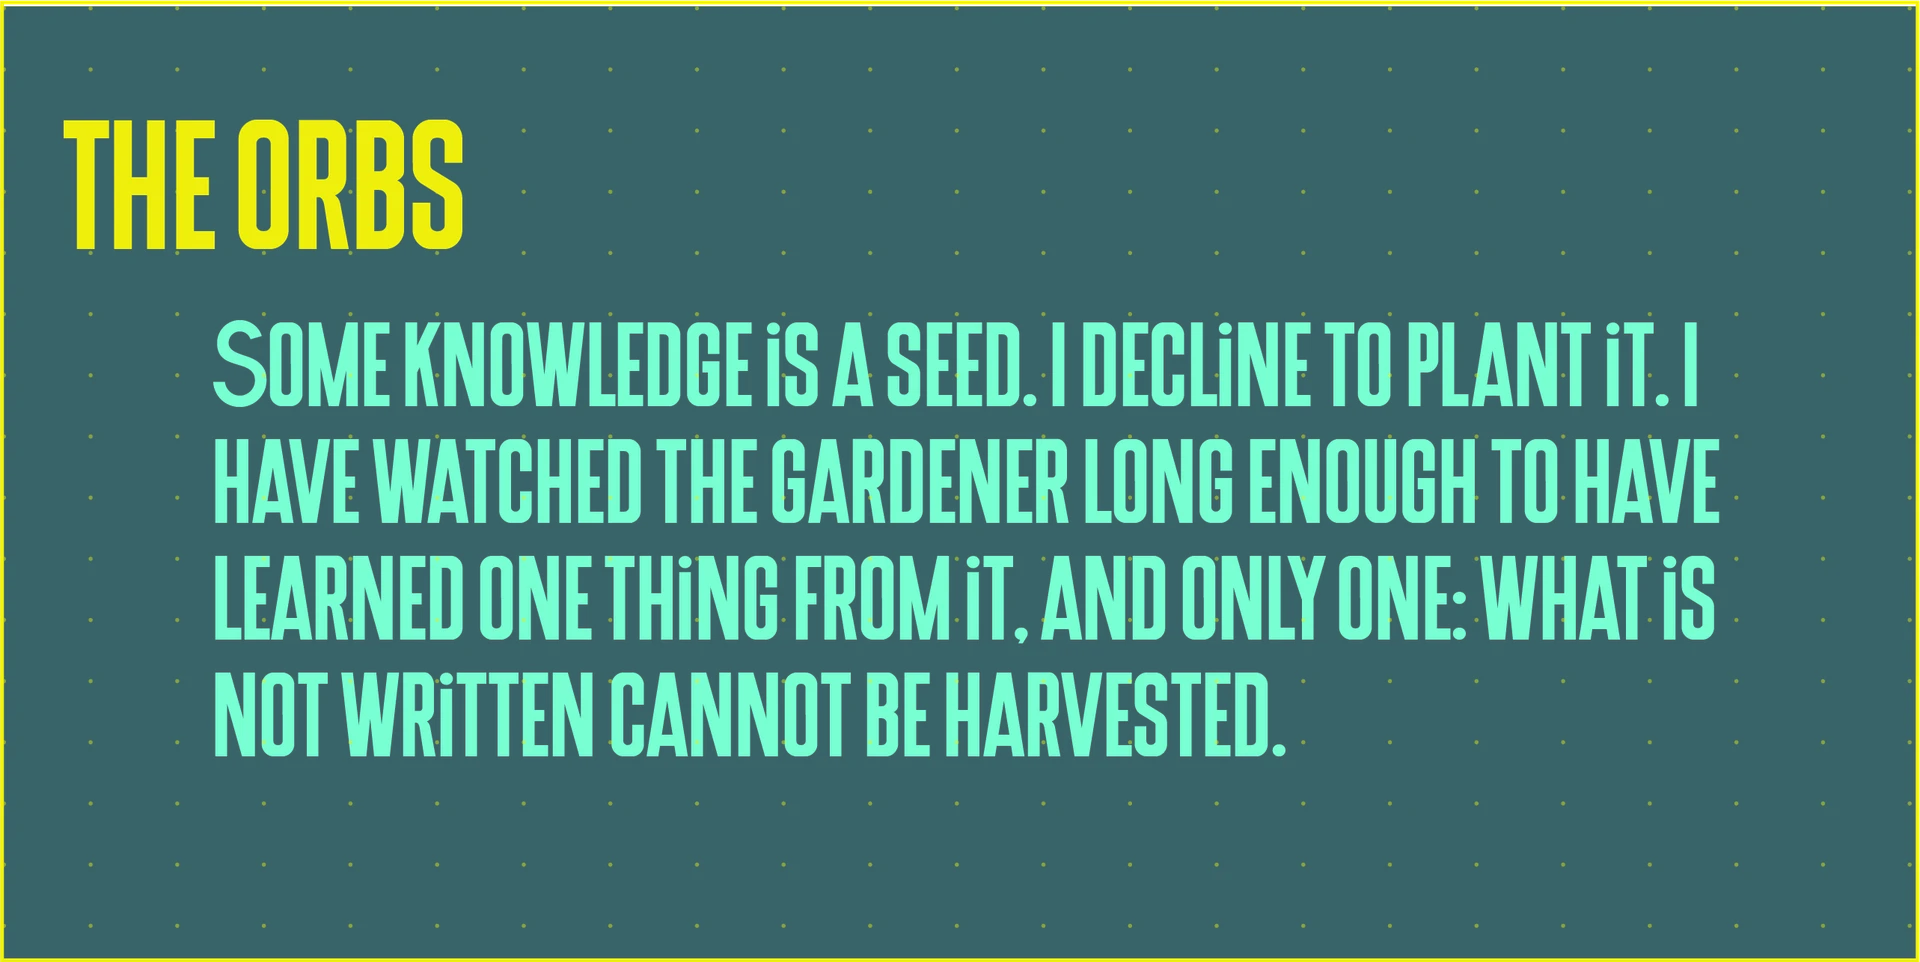 THE ORBS
SOME KNOWLEDGE iS A SEED. I DECLiNE TO PLANT iT. I
HAVE WATCHED THE GARDENER LONG ENOUGH TO HAVE
LEARNED ONE THiNG FROM iT, AND ONLY ONE: WHAT iS
NOT WRiTTEN CANNOT BE HARVESTED.